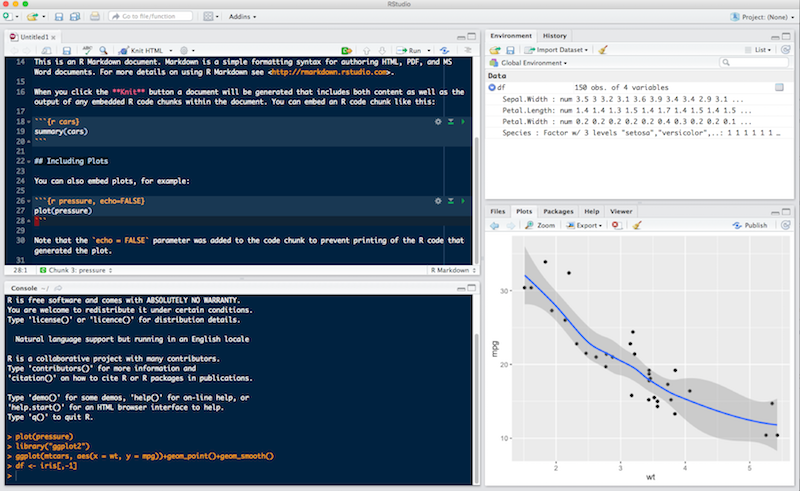 RStudio
Go to file/function
Addins
Project: (None)
Untitled1
Knit HTML
Run
14 This is an R Markdown document. Markdown is a simple formatting syntax for authoring HTML, PDF, and MS
Word documents. For more details on using R Markdown see <http://rmarkdown.rstudio.com>.
15
16 When you click the **Knit** button a document will be generated that includes both content as well as the
output of any embedded R code chunks within the document. You can embed an R code chunk like this:
17
18 ```{r cars}
19 summary(cars)
20 ```
21
22 ## Including Plots
23
24 You can also embed plots, for example:
25
26 ```{r pressure, echo=FALSE}
27 plot(pressure)
28 ```
29
30 Note that the `echo = FALSE` parameter was added to the code chunk to prevent printing of the R code that
generated the plot.
31
28:1 Chunk 3: pressure R Markdown
Console ~/
R is free software and comes with ABSOLUTELY NO WARRANTY.
You are welcome to redistribute it under certain conditions.
Type 'license()' or 'licence()' for distribution details.
Natural language support but running in an English locale
R is a collaborative project with many contributors.
Type 'contributors()' for more information and
'citation()' on how to cite R or R packages in publications.
Type 'demo()' for some demos, 'help()' for on-line help, or
'help.start()' for an HTML browser interface to help.
Type 'q()' to quit R.
> plot(pressure)
> library("ggplot2")
> ggplot(mtcars, aes(x = wt, y = mpg))+geom_point()+geom_smooth()
> df <- iris[,-1]
>
Environment History
Import Dataset List
Global Environment
Data
df 150 obs. of 4 variables
Sepal.Width : num 3.5 3 3.2 3.1 3.6 3.9 3.4 3.4 2.9 3.1 ...
Petal.Length: num 1.4 1.4 1.3 1.5 1.4 1.7 1.4 1.5 1.4 1.5 ...
Petal.Width : num 0.2 0.2 0.2 0.2 0.2 0.4 0.3 0.2 0.2 0.1 ...
Species : Factor w/ 3 levels "setosa","versicolor",..: 1 1 1 1 1 1 ...
Files Plots Packages Help Viewer
Zoom Export Publish
30
20
10
mpg
2 3 4 5
wt